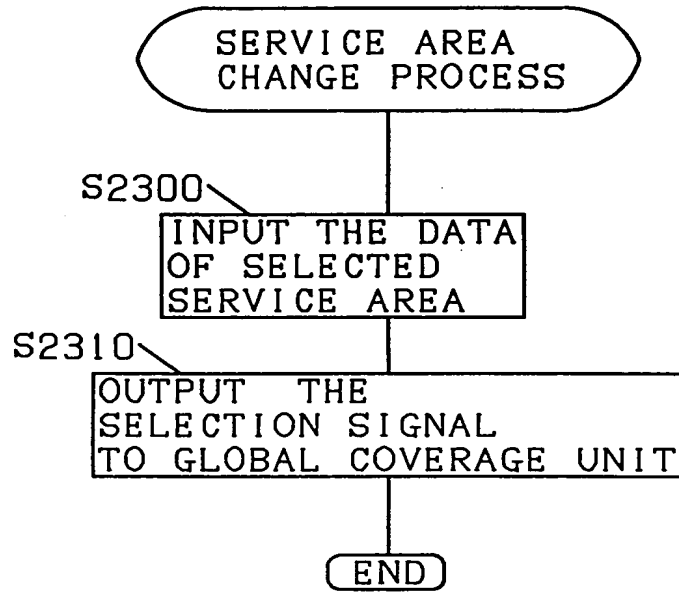 SERVICE AREA
CHANGE PROCESS
S2300
INPUT THE DATA
OF SELECTED
SERVICE AREA
S2310
OUTPUT THE
SELECTION SIGNAL
TO GLOBAL COVERAGE UNIT
END